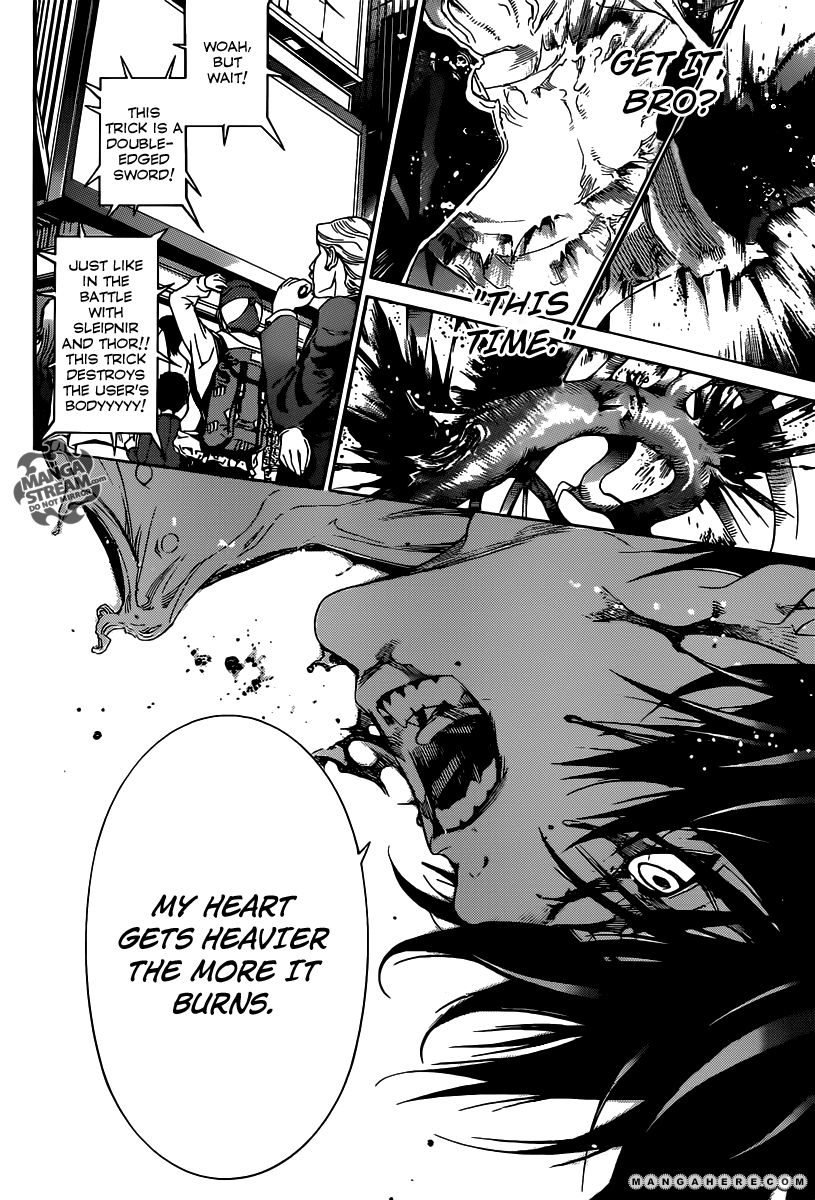 GET IT,
BRO?
"THIS
TIME."
WOAH,
BUT
WAIT!
THIS
TRICK IS A
DOUBLE-
EDGED
SWORD!
JUST LIKE
IN THE
BATTLE
WITH
SLEIPNIR
AND THOR!!
THIS TRICK
DESTROYS
THE USER'S
BODYYYYY!
MANGA
STREAM.com
DO NOT MIRROR
MY HEART
GETS HEAVIER
THE MORE IT
BURNS.
MANGAHERE.COM